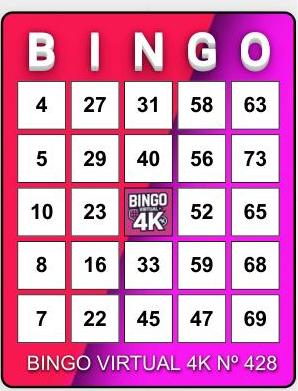 B I N G O
4 27 31 58 63
5 29 40 56 73
10 23 BINGO VIRTUAL 4K 52 65
8 16 33 59 68
7 22 45 47 69
BINGO VIRTUAL 4K Nº 428